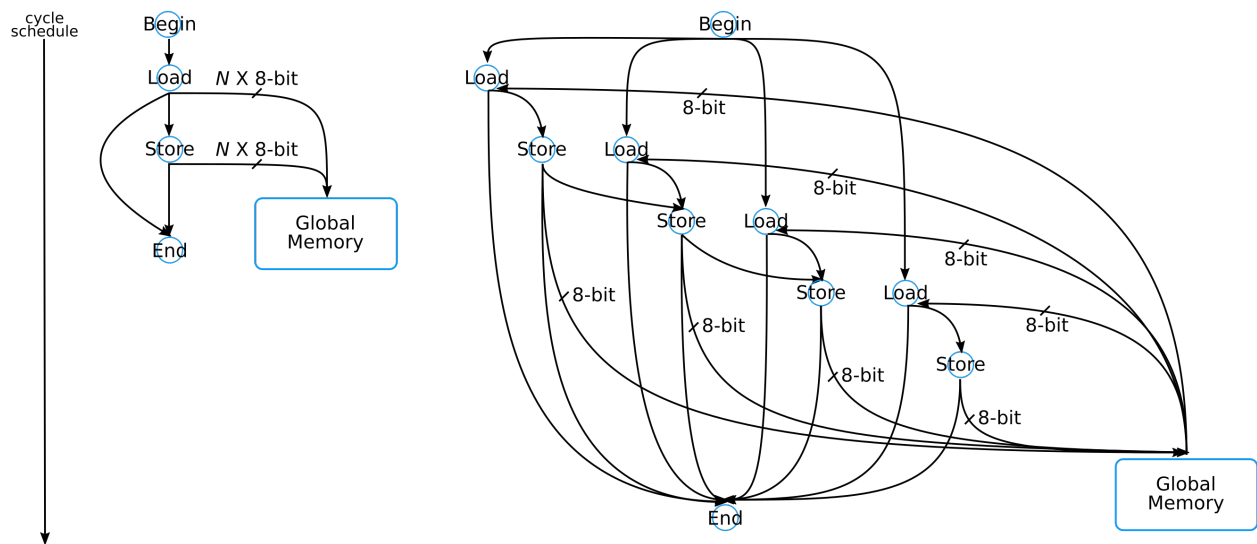 cycle
schedule
Begin
Load
N X 8-bit
Store
N X 8-bit
Global
Memory
End
Begin
Load
8-bit
Store
Load
8-bit
Store
Load
8-bit
Store
Load
8-bit
8-bit
8-bit
Store
8-bit
8-bit
Global
Memory
End